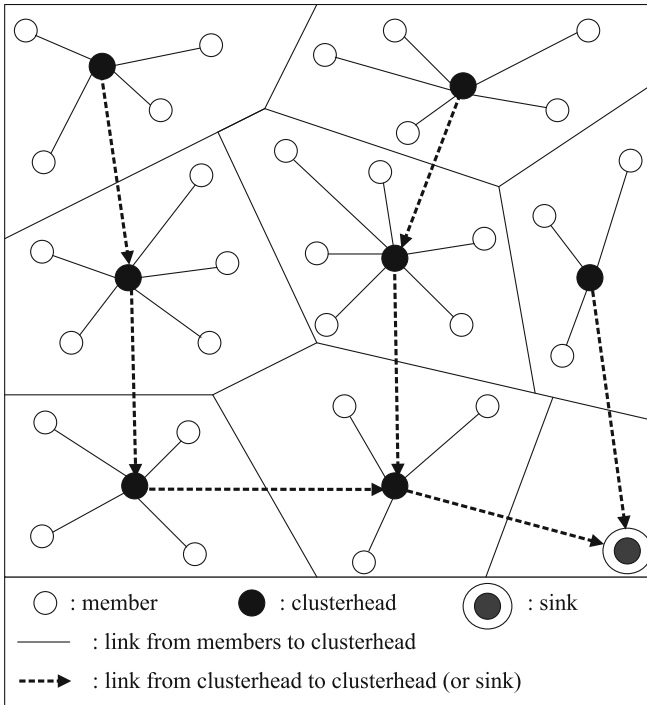 : member : clusterhead : sink
: link from members to clusterhead
: link from clusterhead to clusterhead (or sink)